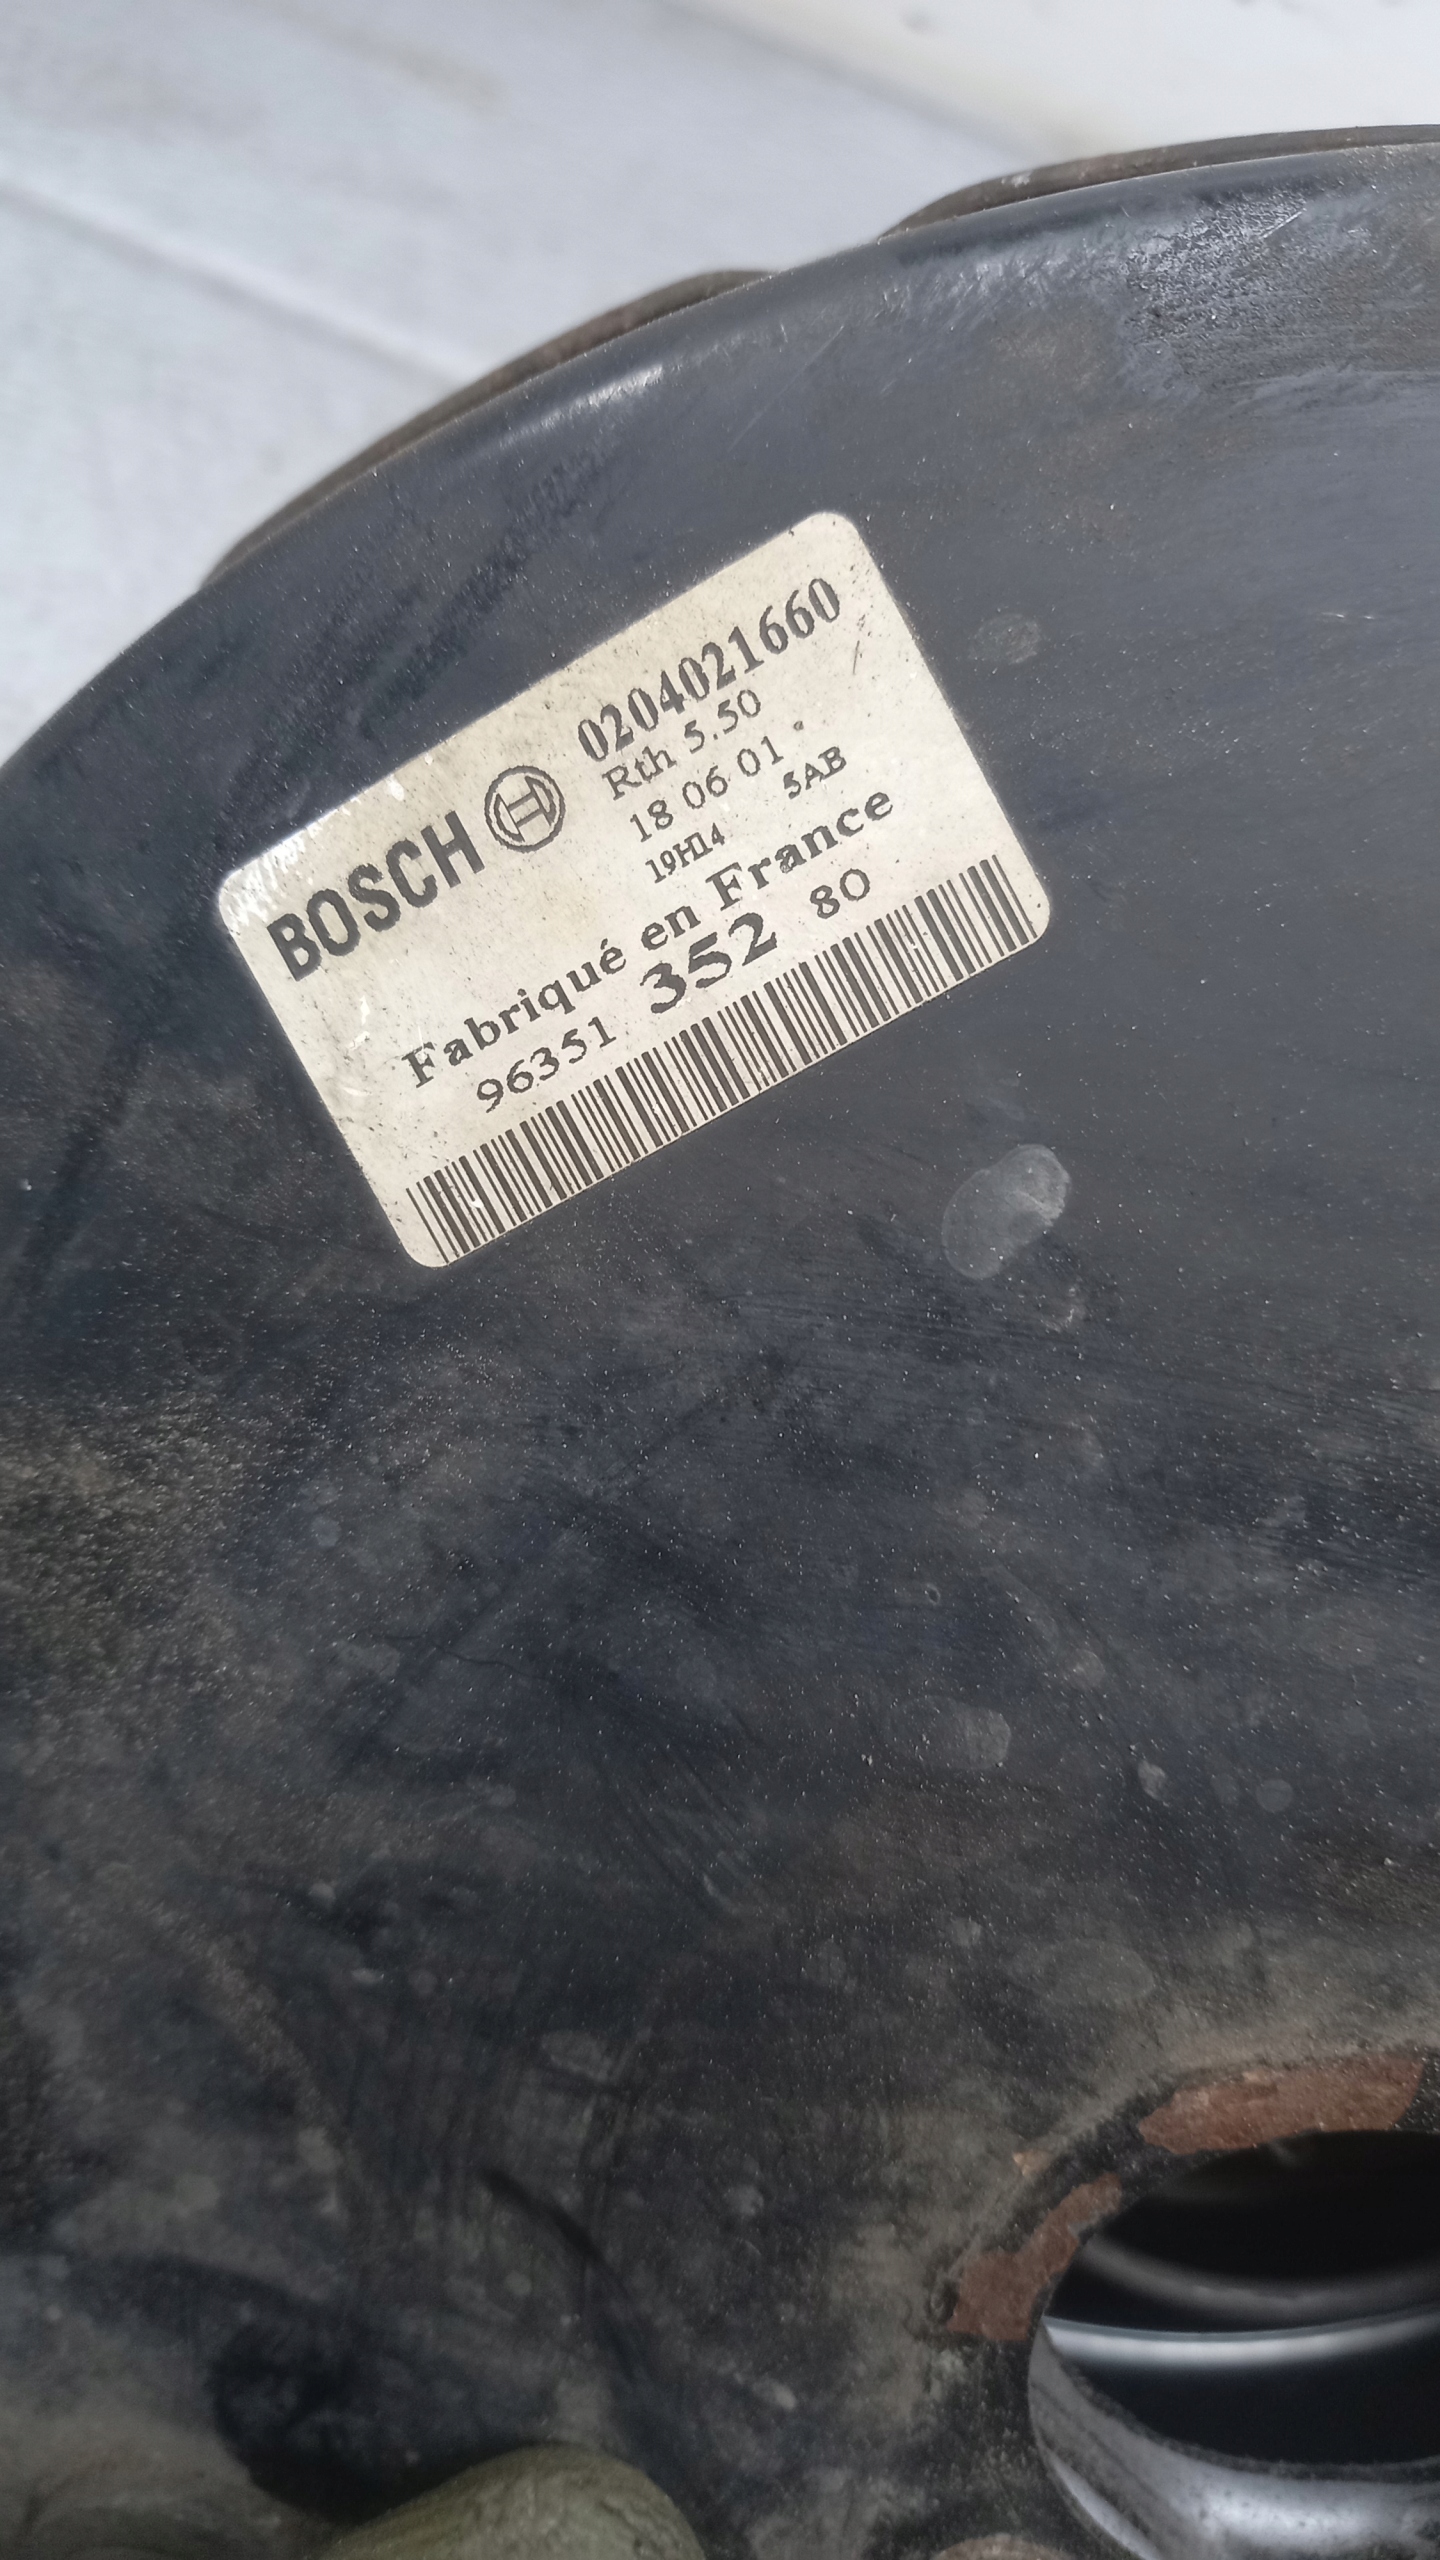 0204021660
BOSCH Rth 5.50
18 06 01
19H14 5AB
Fabriqué en France
96351 352 80